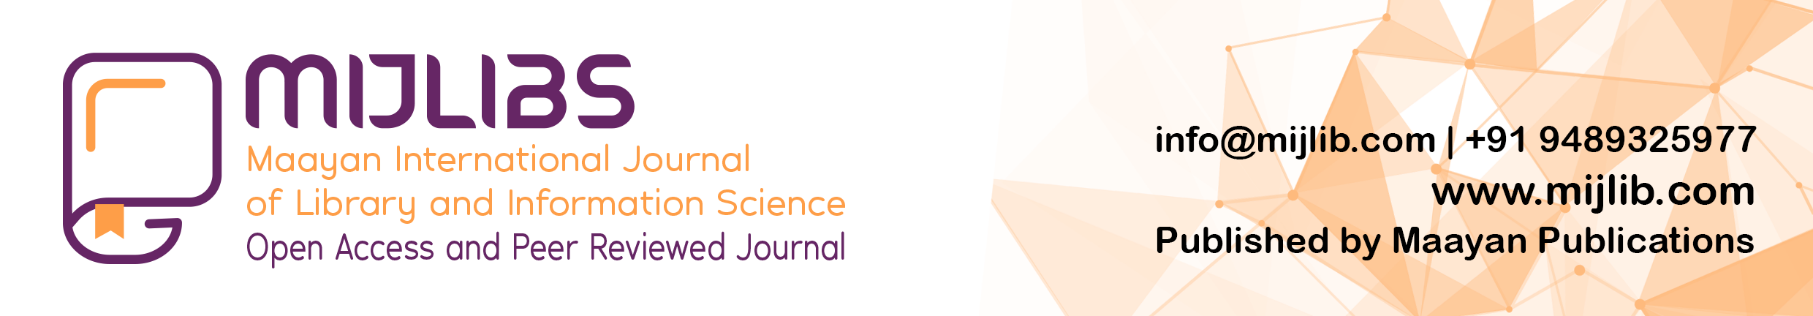 MIJLIBS
Maayan International Journal
of Library and Information Science
Open Access and Peer Reviewed Journal
info@mijlib.com | +91 9489325977
www.mijlib.com
Published by Maayan Publications